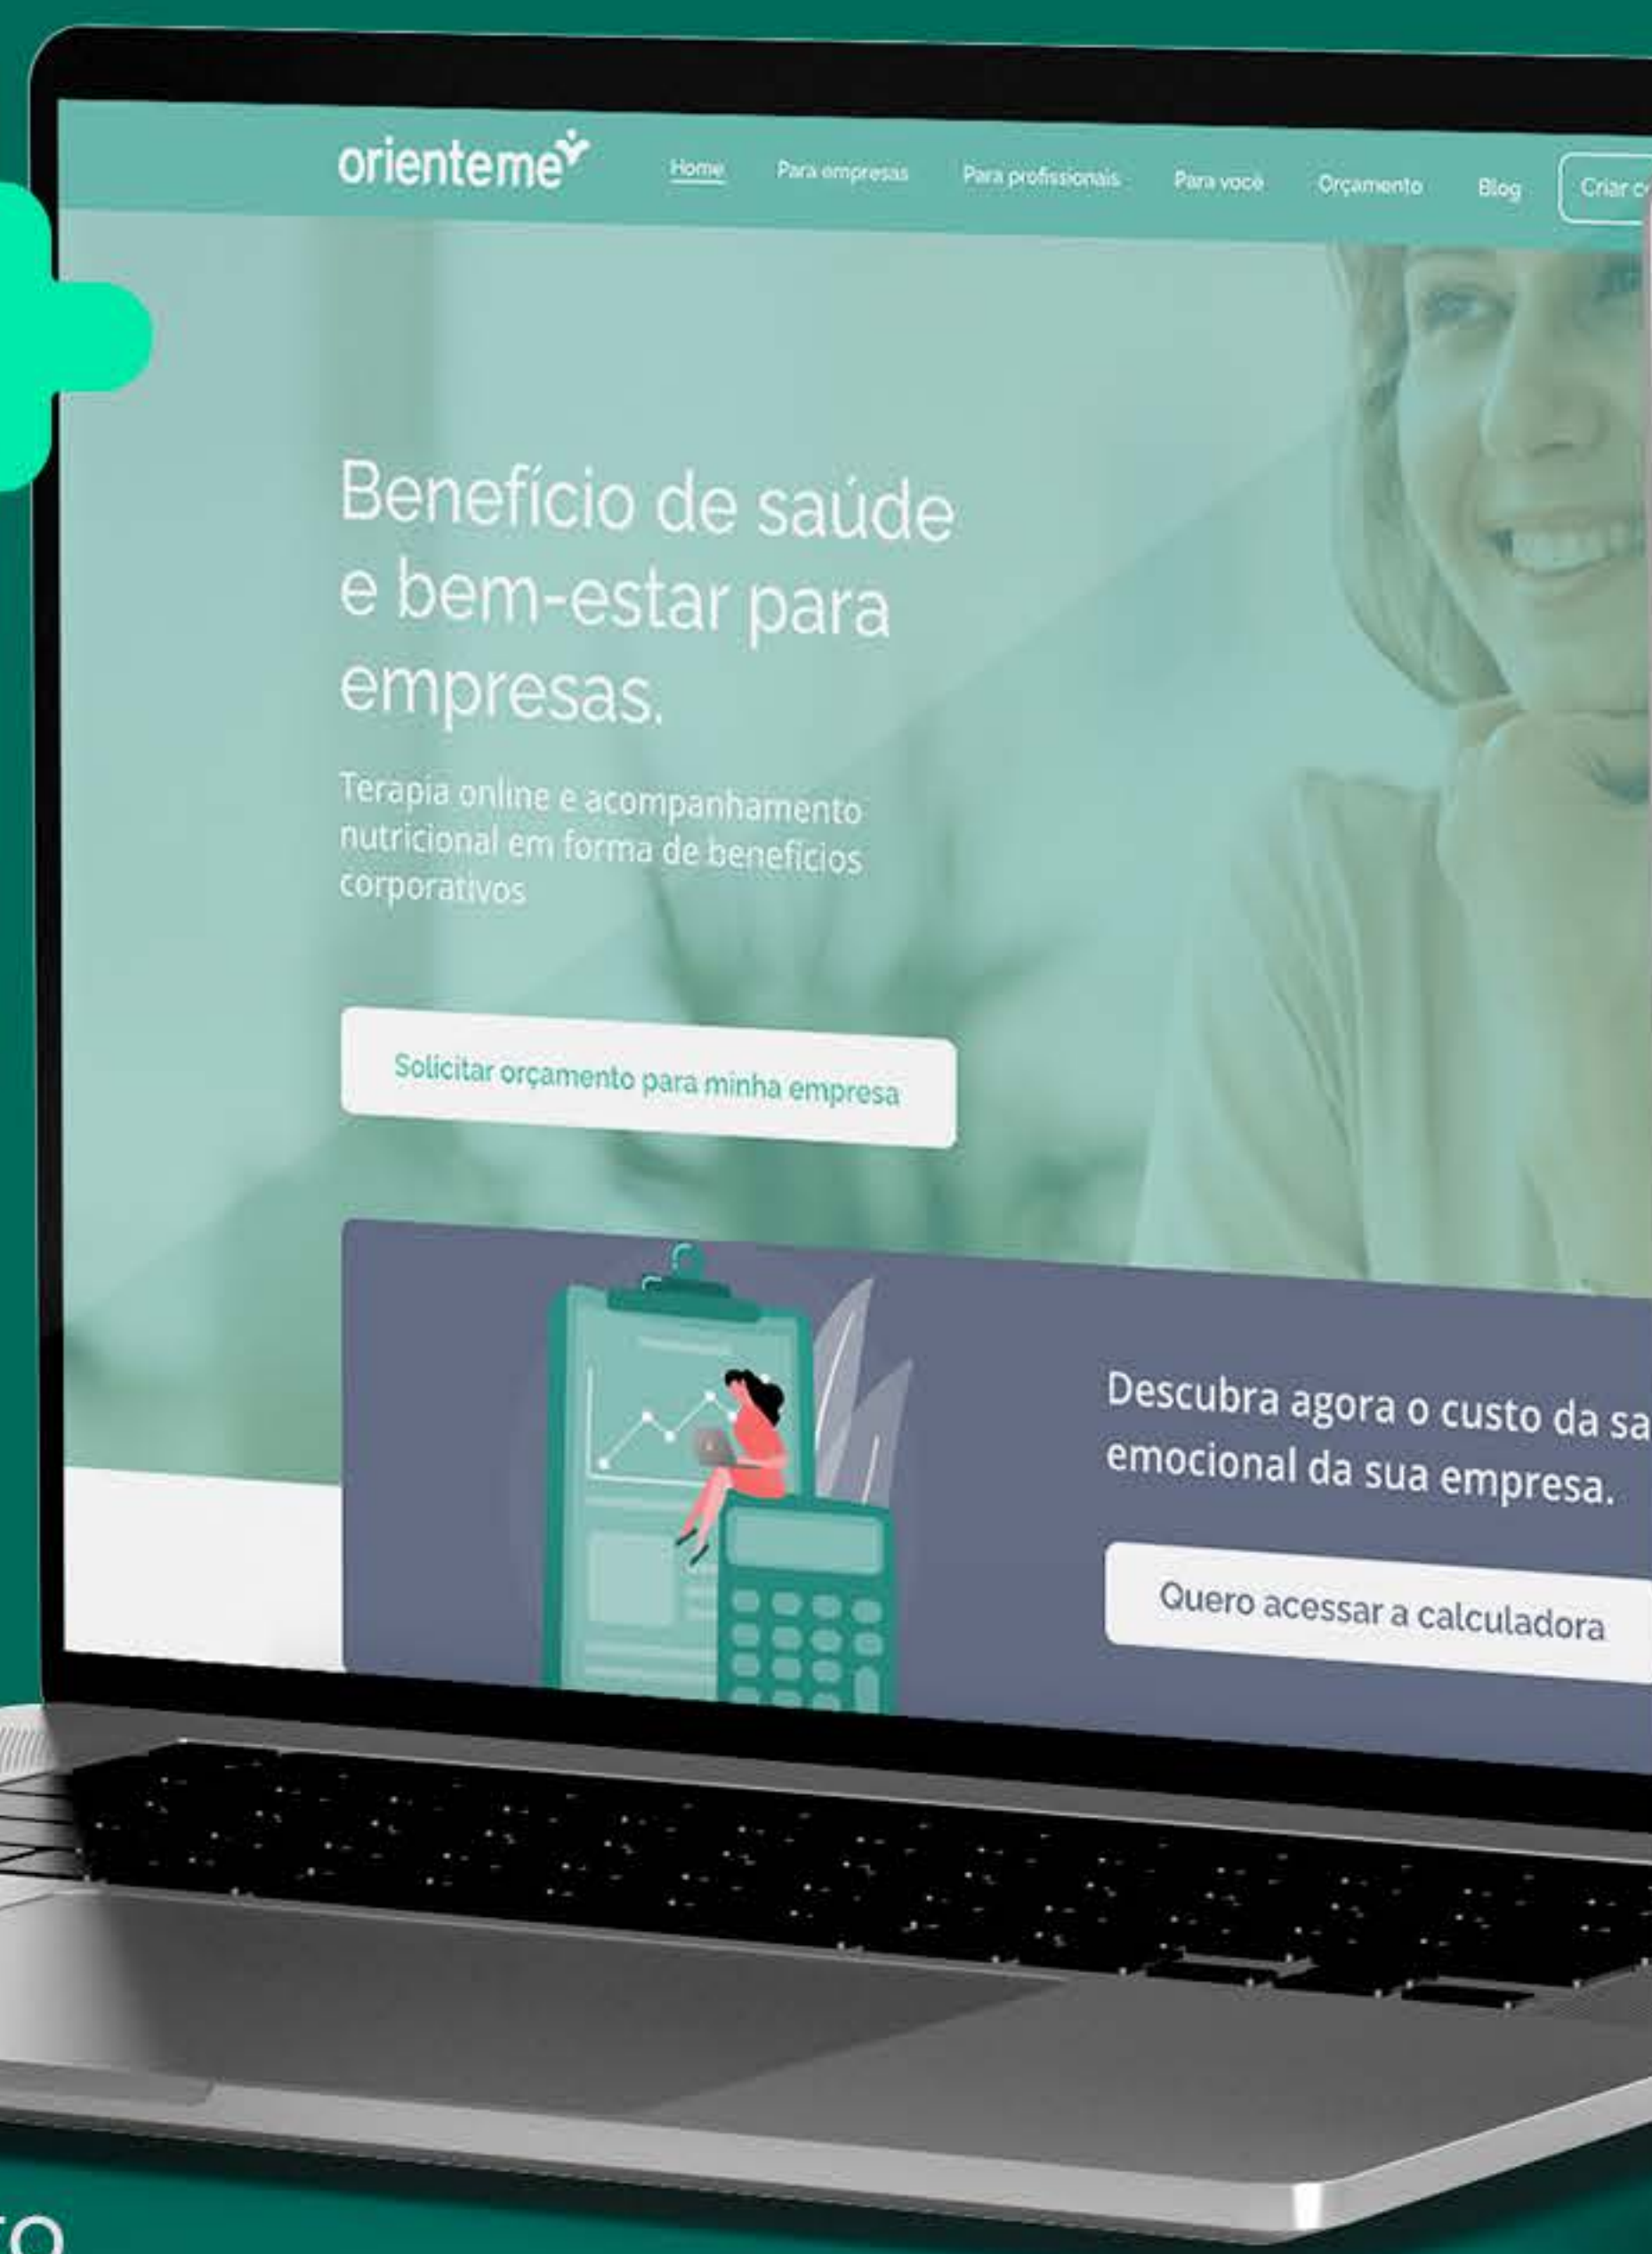 orienteme
Home Para empresas Para profissionais Para você Orçamento Blog Criar
Benefício de saúde
e bem-estar para
empresas.
Terapia online e acompanhamento
nutricional em forma de benefícios
corporativos
Solicitar orçamento para minha empresa
Descubra agora o custo da
emocional da sua empresa.
Quero acessar a calculadora